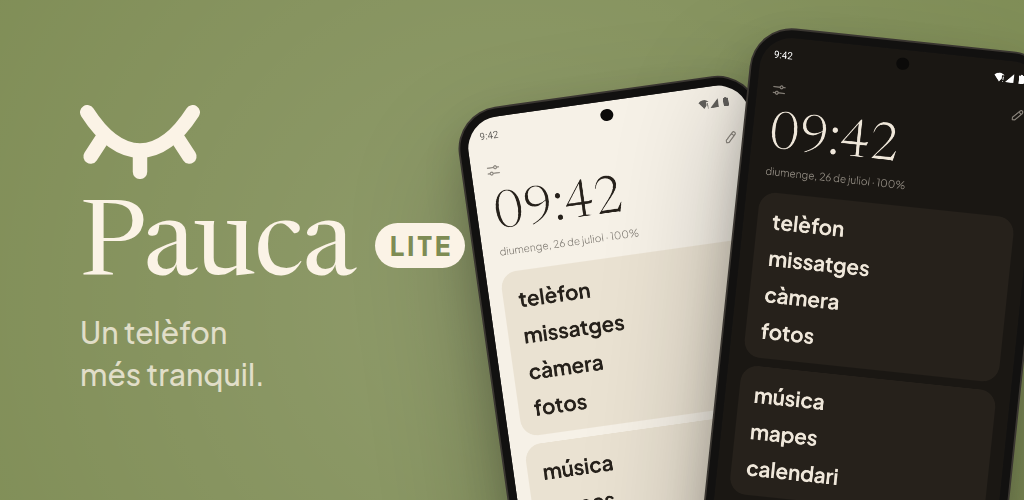 Pauca LITE
Un telèfon
més tranquil.
9:42
09:42
diumenge, 26 de juliol · 100%
telèfon
missatges
càmera
fotos
música
9:42
09:42
diumenge, 26 de juliol · 100%
telèfon
missatges
càmera
fotos
música
mapes
calendari